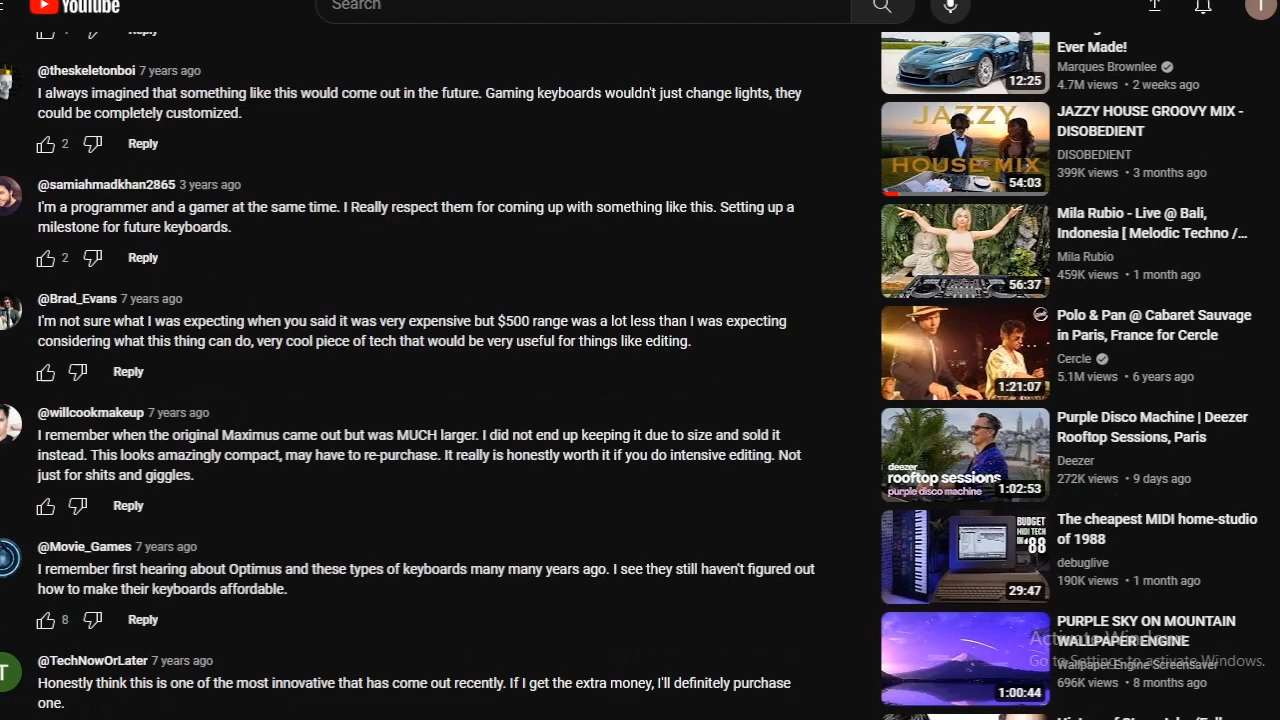 YouTube
Search
T
Reply
@theskeletonboi 7 years ago
I always imagined that something like this would come out in the future. Gaming keyboards wouldn't just change lights, they
could be completely customized.
2 Reply
@samiahmadkhan2865 3 years ago
I'm a programmer and a gamer at the same time. I Really respect them for coming up with something like this. Setting up a
milestone for future keyboards.
2 Reply
@Brad_Evans 7 years ago
I'm not sure what I was expecting when you said it was very expensive but $500 range was a lot less than I was expecting
considering what this thing can do, very cool piece of tech that would be very useful for things like editing.
Reply
@willcookmakeup 7 years ago
I remember when the original Maximus came out but was MUCH larger. I did not end up keeping it due to size and sold it
instead. This looks amazingly compact, may have to re-purchase. It really is honestly worth it if you do intensive editing. Not
just for shits and giggles.
Reply
@Movie_Games 7 years ago
I remember first hearing about Optimus and these types of keyboards many many years ago. I see they still haven't figured out
how to make their keyboards affordable.
8 Reply
T
@TechNowOrLater 7 years ago
Honestly think this is one of the most innovative that has come out recently. If I get the extra money, I'll definitely purchase
one.
12:25
Ever Made!
Marques Brownlee
4.7M views • 2 weeks ago
JAZZY
HOUSE MIX
54:03
JAZZY HOUSE GROOVY MIX -
DISOBEDIENT
DISOBEDIENT
399K views • 3 months ago
56:37
Mila Rubio - Live @ Bali,
Indonesia [ Melodic Techno /...
Mila Rubio
459K views • 1 month ago
1:21:07
Polo & Pan @ Cabaret Sauvage
in Paris, France for Cercle
Cercle
5.1M views • 6 years ago
deezer
rooftop sessions
purple disco machine
1:02:53
Purple Disco Machine | Deezer
Rooftop Sessions, Paris
Deezer
272K views • 9 days ago
BUDGET
MIDI TECH
IN '88
29:47
The cheapest MIDI home-studio
of 1988
debuglive
190K views • 1 month ago
1:00:44
PURPLE SKY ON MOUNTAIN
WALLPAPER ENGINE
Wallpaper Engine Screensaver
696K views • 8 months ago
Activate Windows
Go to Settings to activate Windows.